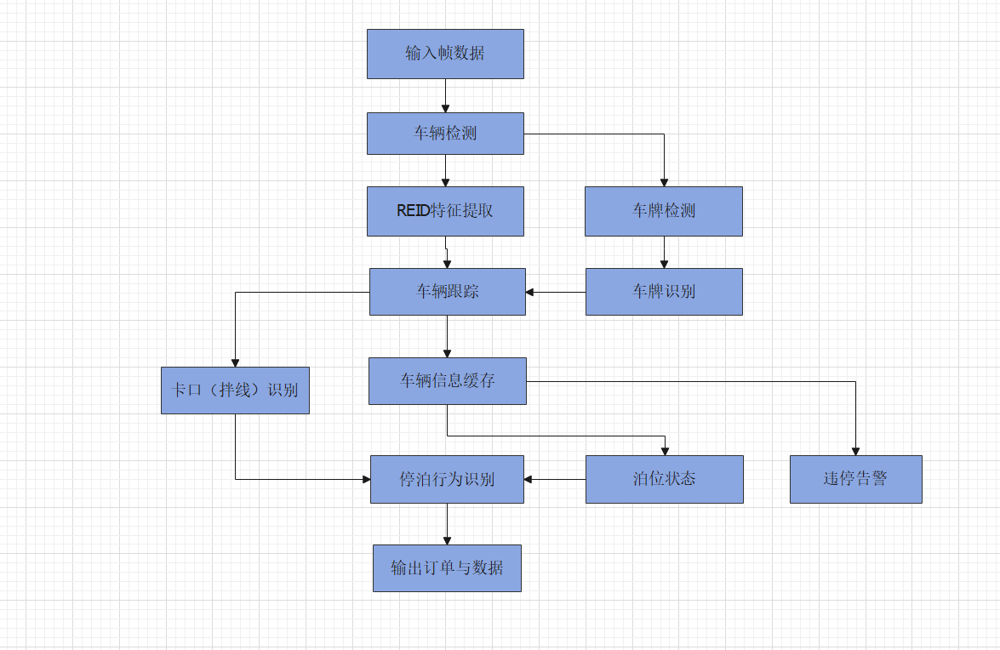 输入帧数据
车辆检测
REID特征提取
车牌检测
车辆跟踪
车牌识别
车辆信息缓存
卡口（拌线）识别
停泊行为识别
泊位状态
违停告警
输出订单与数据